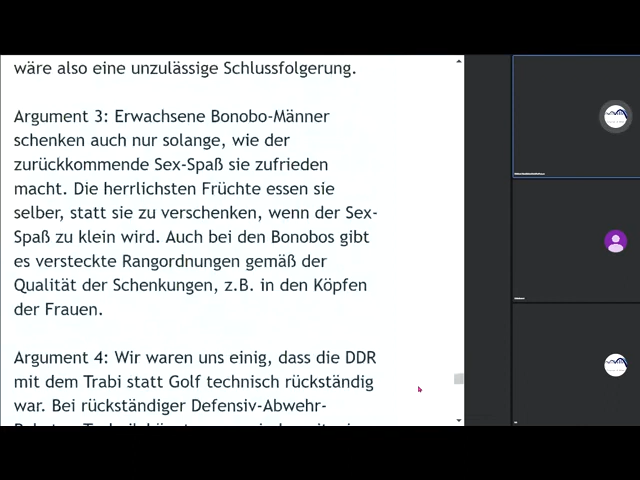 wäre also eine unzulässige Schlussfolgerung.
Argument 3: Erwachsene Bonobo-Männer
schenken auch nur solange, wie der
zurückkommende Sex-Spaß sie zufrieden
macht. Die herrlichsten Früchte essen sie
selber, statt sie zu verschenken, wenn der Sex-
Spaß zu klein wird. Auch bei den Bonobos gibt
es versteckte Rangordnungen gemäß der
Qualität der Schenkungen, z.B. in den Köpfen
der Frauen.
Argument 4: Wir waren uns einig, dass die DDR
mit dem Trabi statt Golf technisch rückständig
war. Bei rückständiger Defensiv-Abwehr-